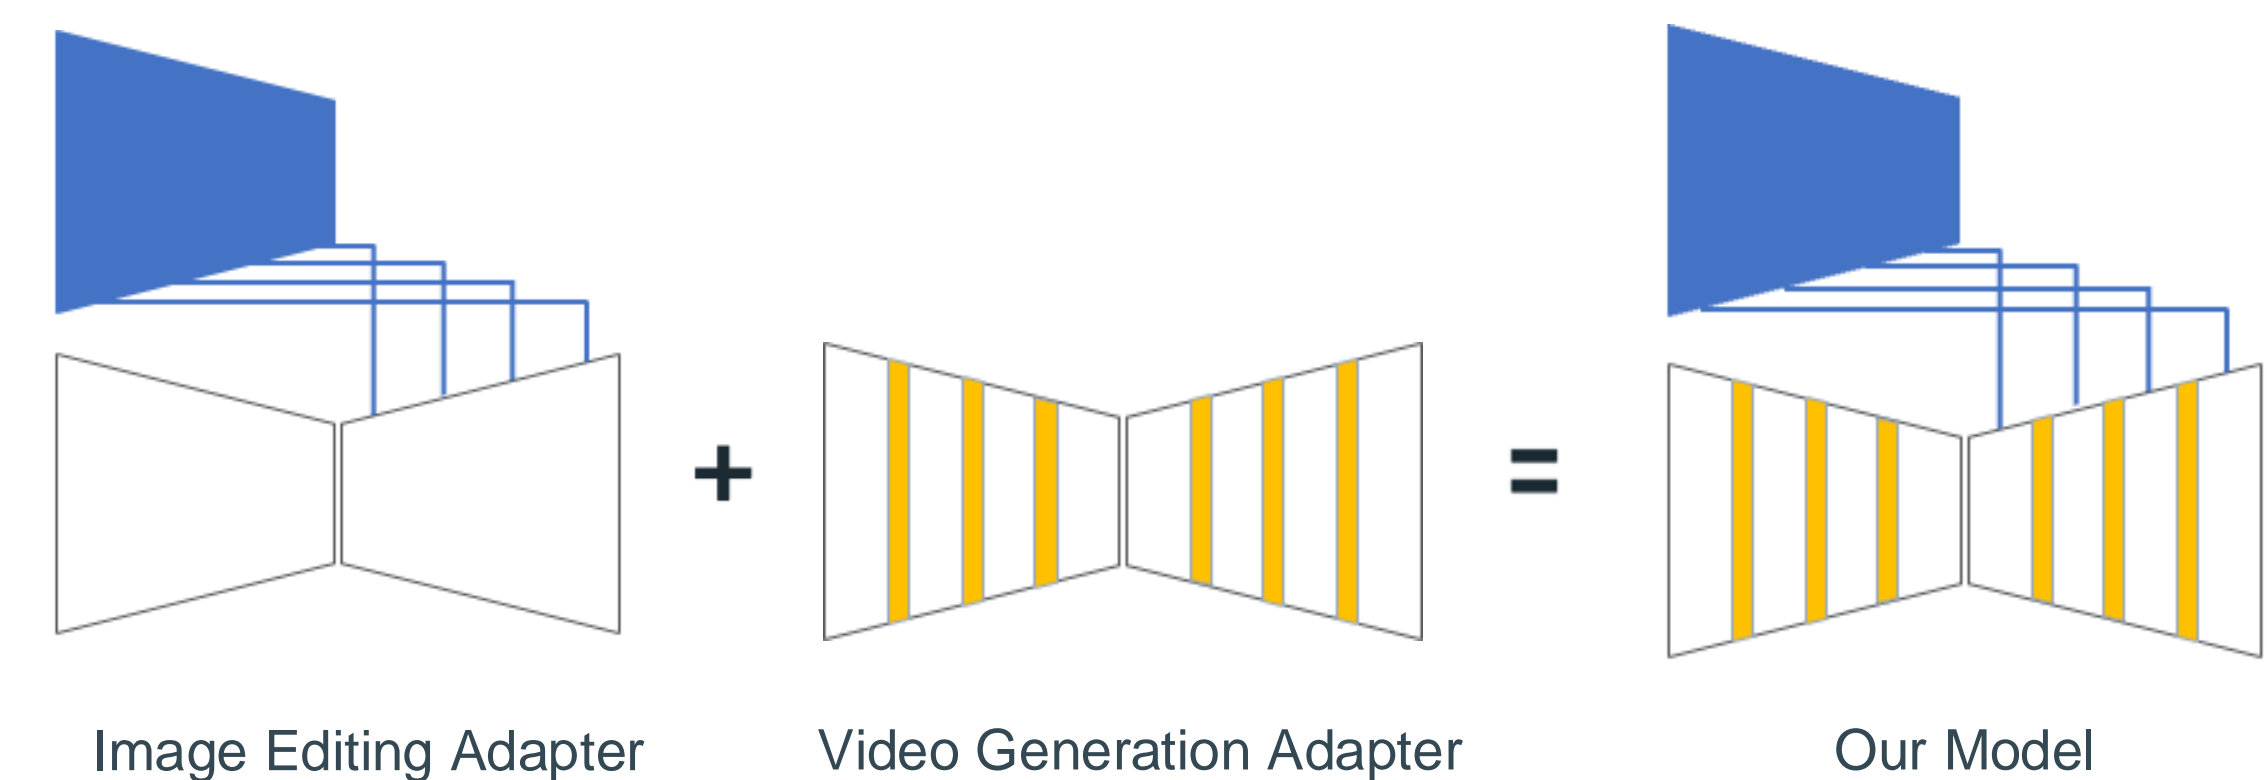 +
=
Image Editing Adapter
Video Generation Adapter
Our Model